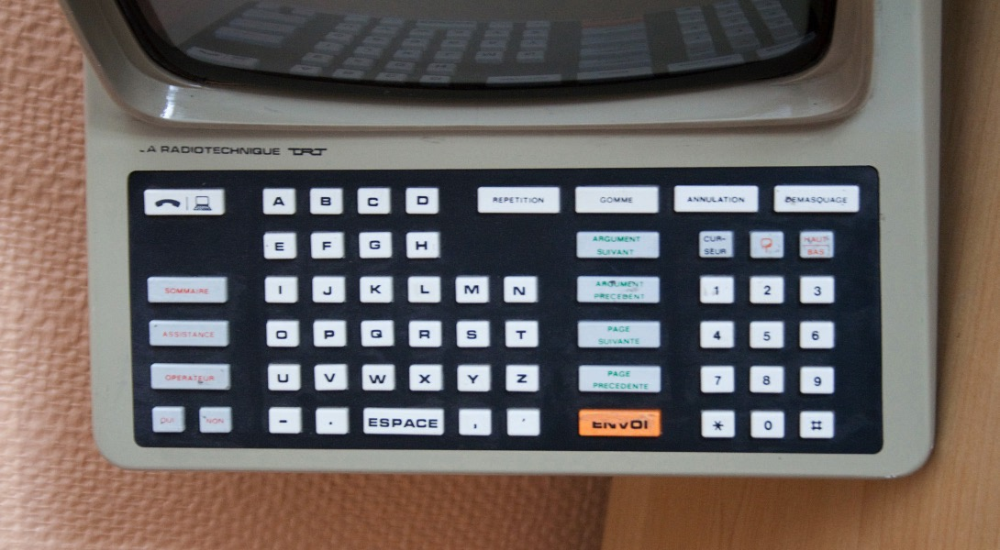 LA RADIOTECHNIQUE TRT
A B C D REPETITION GOMME ANNULATION DEMASQUAGE
E F G H ARGUMENT SUIVANT CUR-SEUR HAUT BAS
SOMMAIRE I J K L M N ARGUMENT PRECEDENT 1 2 3
ASSISTANCE O P Q R S T PAGE SUIVANTE 4 5 6
OPERATEUR U V W X Y Z PAGE PRECEDENTE 7 8 9
OUI NON - . ESPACE , ' ENVOI * 0 #